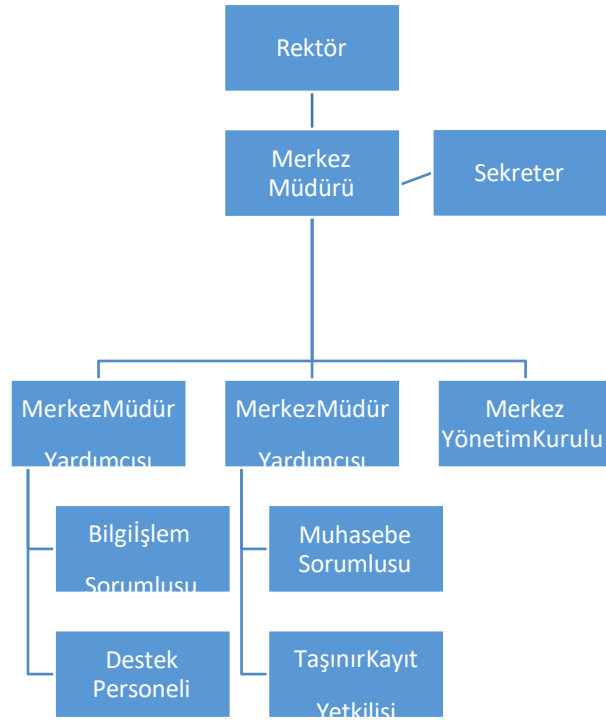 Rektör
Merkez
Müdürü
Sekreter
MerkezMüdür
Yardımcısı
MerkezMüdür
Yardımcısı
Merkez
YönetimKurulu
Bilgiİşlem
Sorumlusu
Muhasebe
Sorumlusu
Destek
Personeli
TaşınırKayıt
Yetkilisi